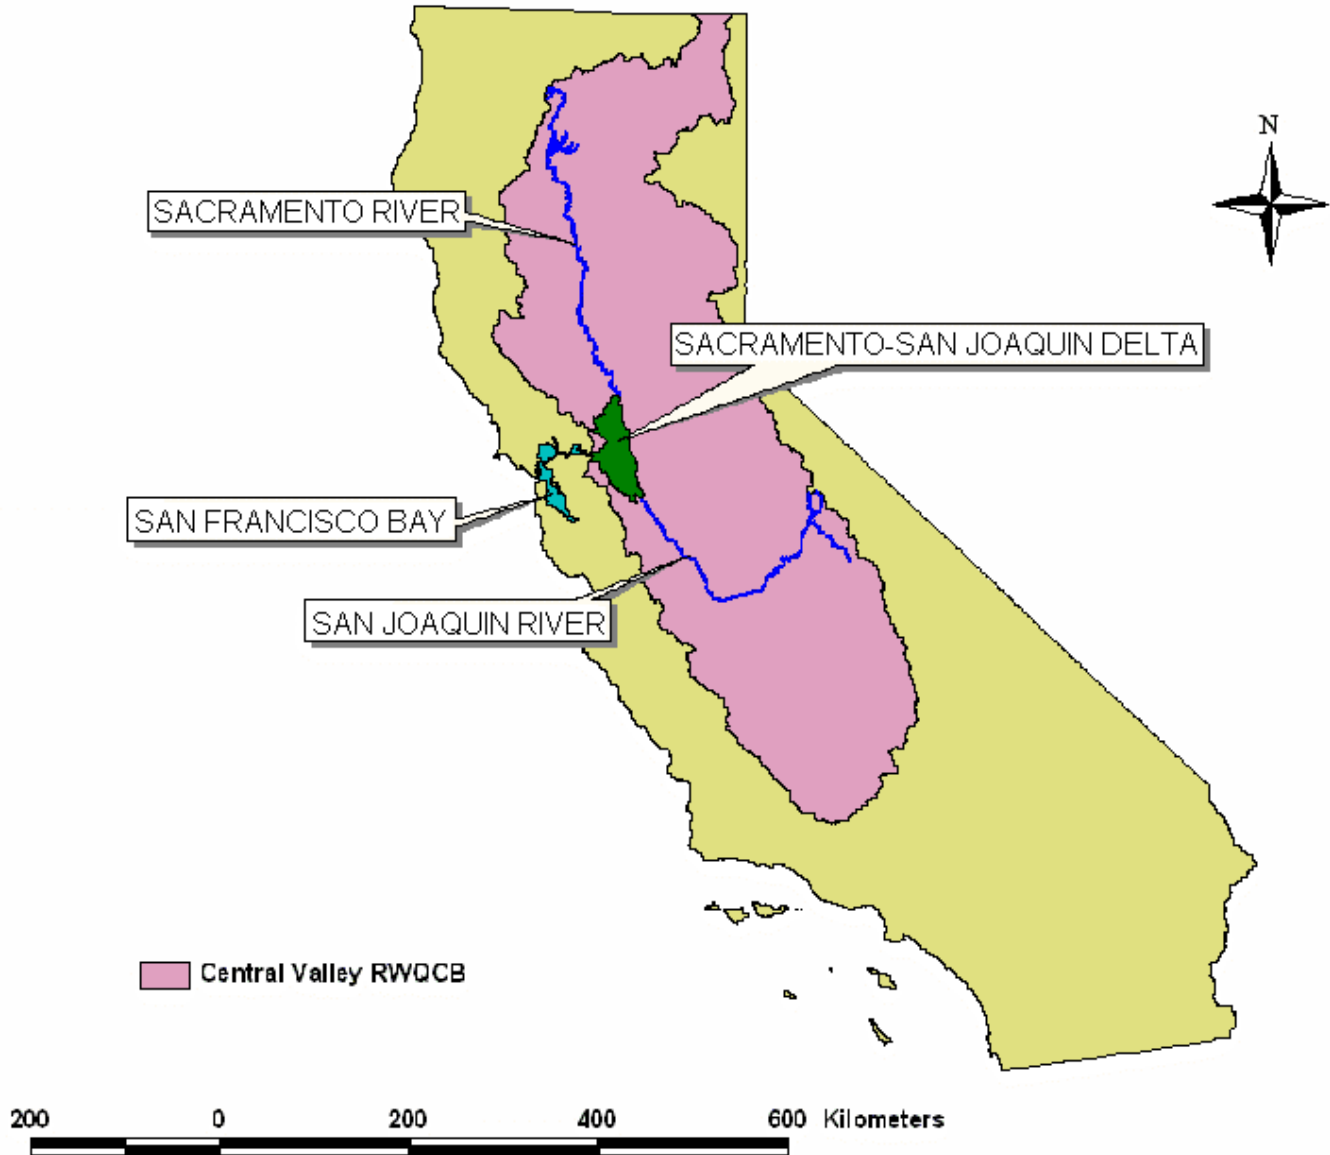 N
SACRAMENTO RIVER
SACRAMENTO-SAN JOAQUIN DELTA
SAN FRANCISCO BAY
SAN JOAQUIN RIVER
Central Valley RWQCB
200 0 200 400 600 Kilometers